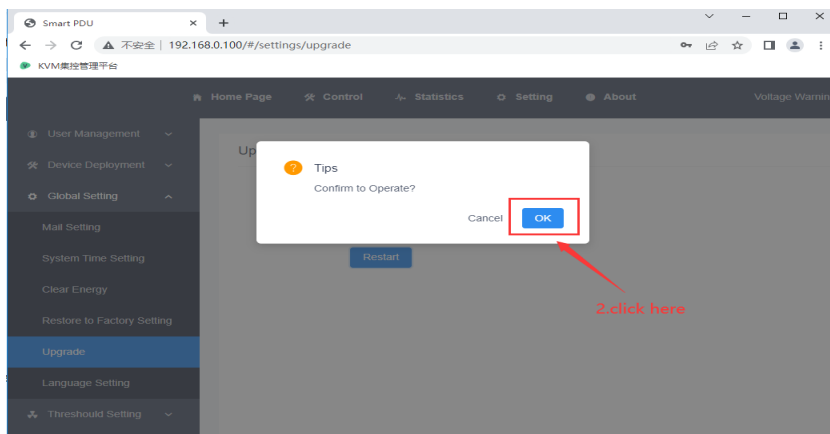 Smart PDU
不安全 | 192.168.0.100/#/settings/upgrade
KVM集控管理平台
Home Page Control Statistics Setting About Voltage Warnin
User Management
Up
Tips
Device Deployment
Confirm to Operate?
Global Setting
Cancel OK
Mail Setting
System Time Setting
Restart
Clear Energy
2.click here
Restore to Factory Setting
Upgrade
Language Setting
Threshould Setting